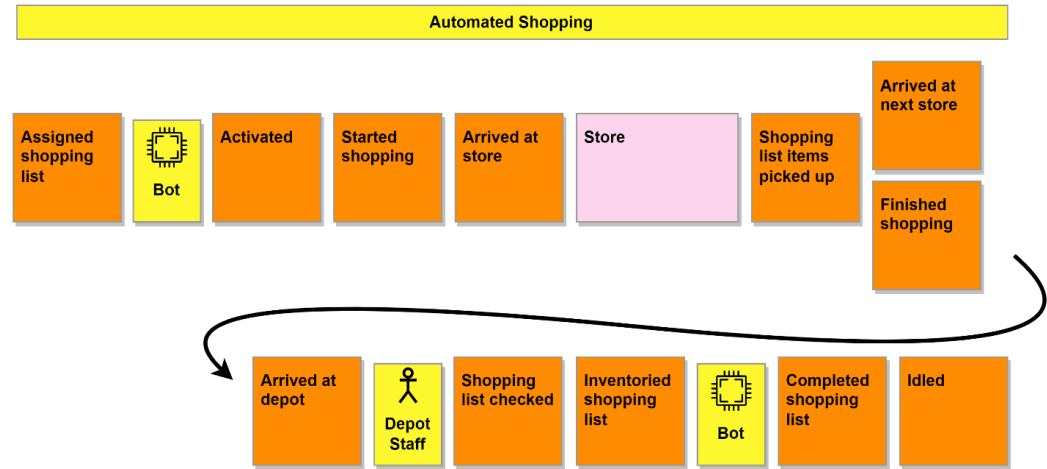 Automated Shopping
Assigned
shopping
list
Bot
Activated
Started
shopping
Arrived at
store
Store
Shopping
list items
picked up
Arrived at
next store
Finished
shopping
Arrived at
depot
Depot
Staff
Shopping
list checked
Inventoried
shopping
list
Bot
Completed
shopping
list
Idled